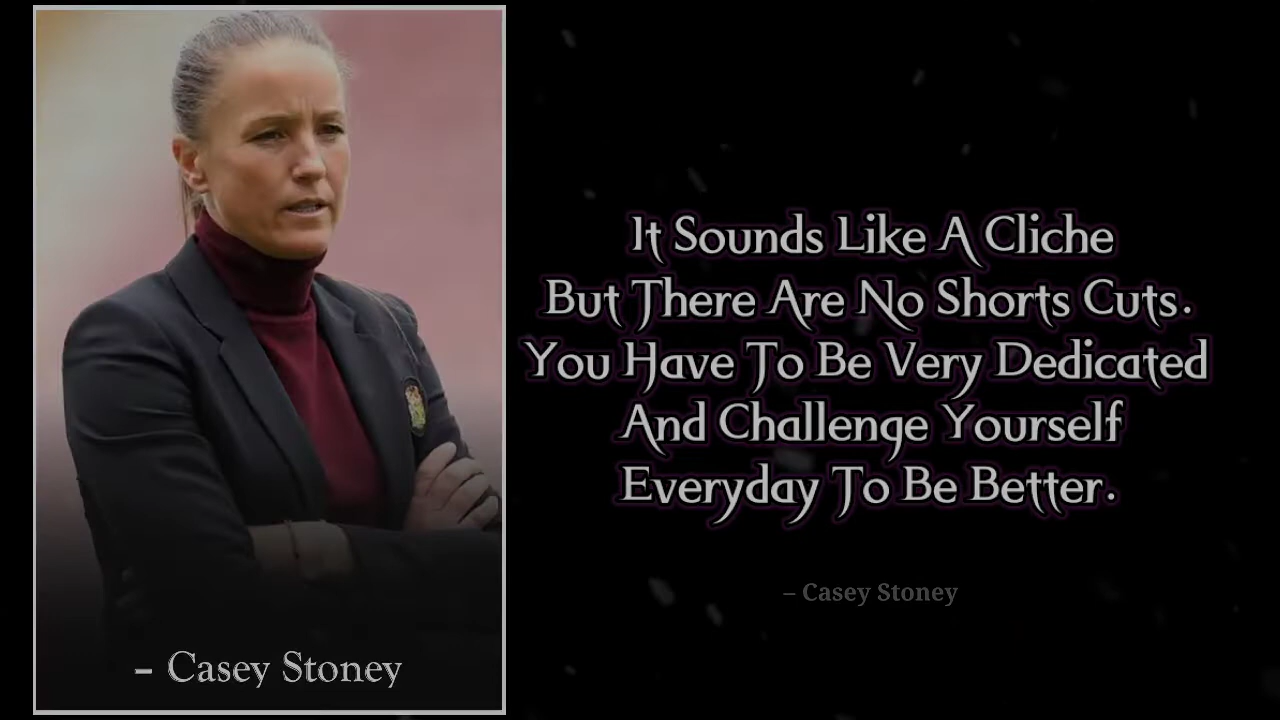 It Sounds Like A Cliche
But There Are No Shorts Cuts.
You Have To Be Very Dedicated
And Challenge Yourself
Everyday To Be Better.
– Casey Stoney
– Casey Stoney